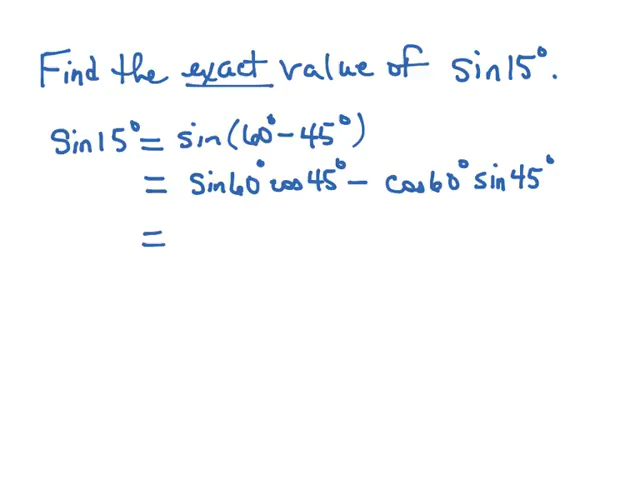 Find the exact value of sin15°.
Sin15° = sin(60° - 45°)
= sin60° cos45° - cos60° sin45°
=